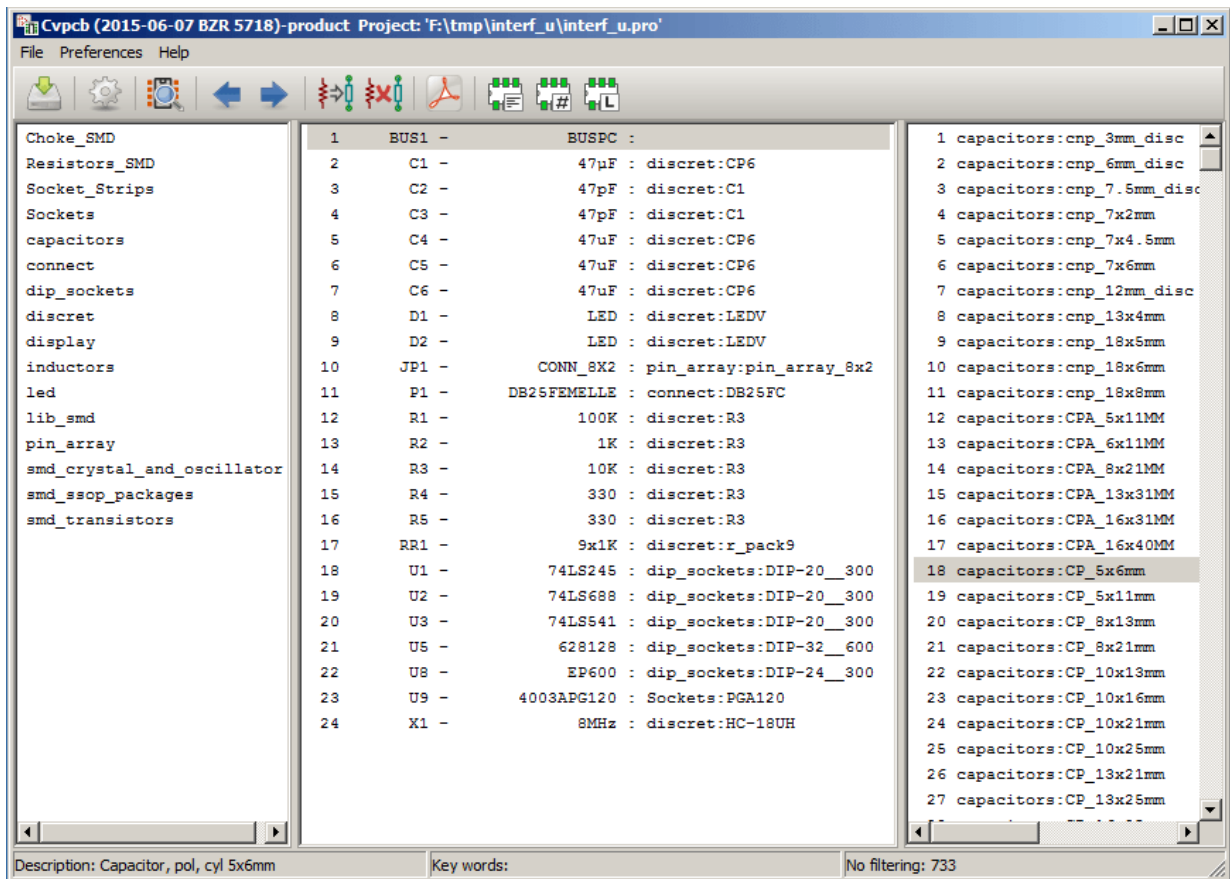 Cvpcb (2015-06-07 BZR 5718)-product Project: 'F:\tmp\interf_u\interf_u.pro'
File Preferences Help
# L
Choke_SMD
Resistors_SMD
Socket_Strips
Sockets
capacitors
connect
dip_sockets
discret
display
inductors
led
lib_smd
pin_array
smd_crystal_and_oscillator
smd_ssop_packages
smd_transistors
1 BUS1 - BUSPC :
2 C1 - 47µF : discret:CP6
3 C2 - 47pF : discret:C1
4 C3 - 47pF : discret:C1
5 C4 - 47uF : discret:CP6
6 C5 - 47uF : discret:CP6
7 C6 - 47uF : discret:CP6
8 D1 - LED : discret:LEDV
9 D2 - LED : discret:LEDV
10 JP1 - CONN_8X2 : pin_array:pin_array_8x2
11 P1 - DB25FEMELLE : connect:DB25FC
12 R1 - 100K : discret:R3
13 R2 - 1K : discret:R3
14 R3 - 10K : discret:R3
15 R4 - 330 : discret:R3
16 R5 - 330 : discret:R3
17 RR1 - 9x1K : discret:r_pack9
18 U1 - 74LS245 : dip_sockets:DIP-20__300
19 U2 - 74LS688 : dip_sockets:DIP-20__300
20 U3 - 74LS541 : dip_sockets:DIP-20__300
21 U5 - 628128 : dip_sockets:DIP-32__600
22 U8 - EP600 : dip_sockets:DIP-24__300
23 U9 - 4003APG120 : Sockets:PGA120
24 X1 - 8MHz : discret:HC-18UH
1 capacitors:cnp_3mm_disc
2 capacitors:cnp_6mm_disc
3 capacitors:cnp_7.5mm_disc
4 capacitors:cnp_7x2mm
5 capacitors:cnp_7x4.5mm
6 capacitors:cnp_7x6mm
7 capacitors:cnp_12mm_disc
8 capacitors:cnp_13x4mm
9 capacitors:cnp_18x5mm
10 capacitors:cnp_18x6mm
11 capacitors:cnp_18x8mm
12 capacitors:CPA_5x11MM
13 capacitors:CPA_6x11MM
14 capacitors:CPA_8x21MM
15 capacitors:CPA_13x31MM
16 capacitors:CPA_16x31MM
17 capacitors:CPA_16x40MM
18 capacitors:CP_5x6mm
19 capacitors:CP_5x11mm
20 capacitors:CP_8x13mm
21 capacitors:CP_8x21mm
22 capacitors:CP_10x13mm
23 capacitors:CP_10x16mm
24 capacitors:CP_10x21mm
25 capacitors:CP_10x25mm
26 capacitors:CP_13x21mm
27 capacitors:CP_13x25mm
Description: Capacitor, pol, cyl 5x6mm
Key words:
No filtering: 733